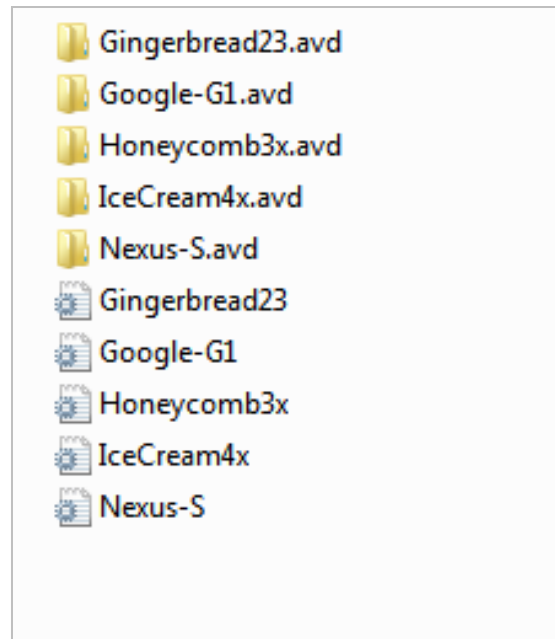 Gingerbread23.avd
Google-G1.avd
Honeycomb3x.avd
IceCream4x.avd
Nexus-S.avd
Gingerbread23
Google-G1
Honeycomb3x
IceCream4x
Nexus-S